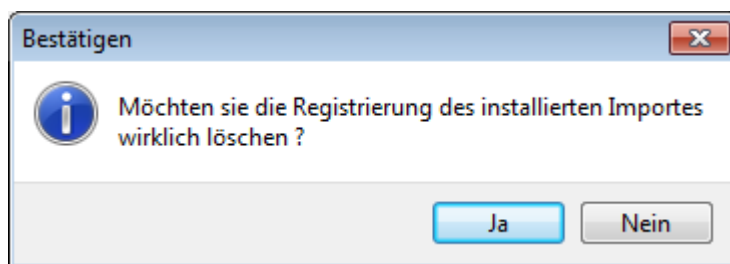 Bestätigen
Möchten sie die Registrierung des installierten Importes
wirklich löschen ?
Ja
Nein